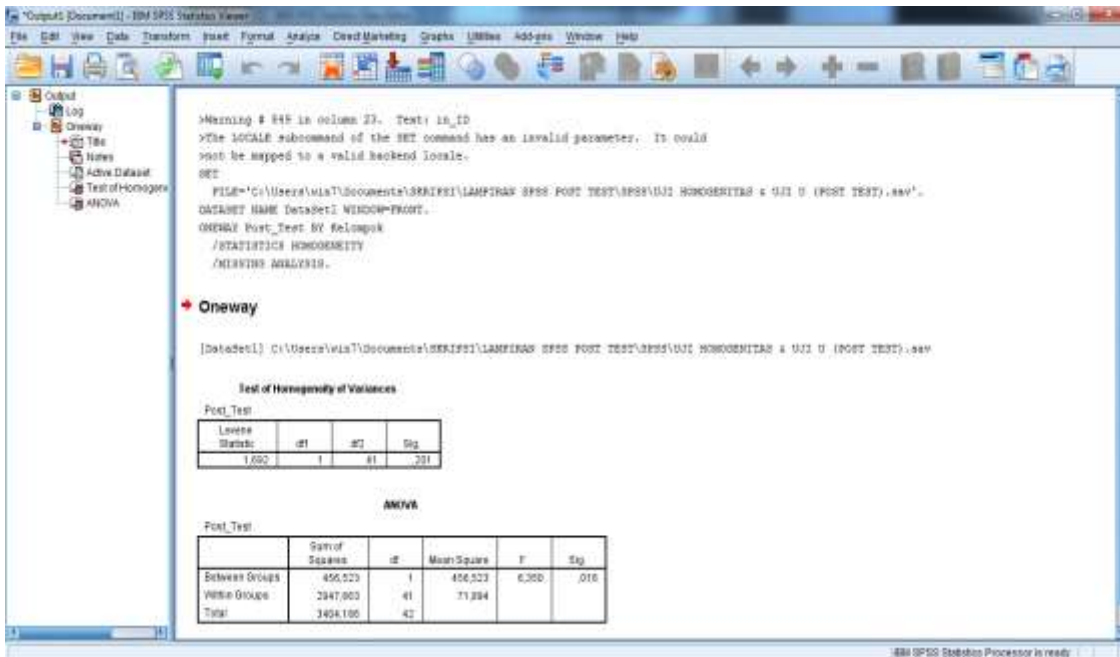 *Output1 [Document1] - IBM SPSS Statistics Viewer
File Edit View Data Transform Insert Format Analyze Direct Marketing Graphs Utilities Add-ons Window Help
Output
Log
Oneway
Title
Notes
Active Dataset
Test of Homogene
ANOVA
>Warning # 849 in column 23. Text: in_ID
>The LOCALE subcommand of the SET command has an invalid parameter. It could
>not be mapped to a valid backend locale.
GET
FILE='C:\Users\win7\Documents\SKRIPSI\LAMPIRAN SPSS POST TEST\SPSS\UJI HOMOGENITAS & UJI U (POST TEST).sav'.
DATASET NAME DataSet1 WINDOW=FRONT.
ONEWAY Post_Test BY Kelompok
/STATISTICS HOMOGENEITY
/MISSING ANALYSIS.
Oneway
[DataSet1] C:\Users\win7\Documents\SKRIPSI\LAMPIRAN SPSS POST TEST\SPSS\UJI HOMOGENITAS & UJI U (POST TEST).sav
Test of Homogeneity of Variances
Post_Test
Levene Statistic df1 df2 Sig.
1,692 1 41 ,201
ANOVA
Post_Test
Sum of Squares df Mean Square F Sig.
Between Groups 456,523 1 456,523 ,016
Within Groups 2947,663 41
Total 3404,186 42
IBM SPSS Statistics Processor is ready